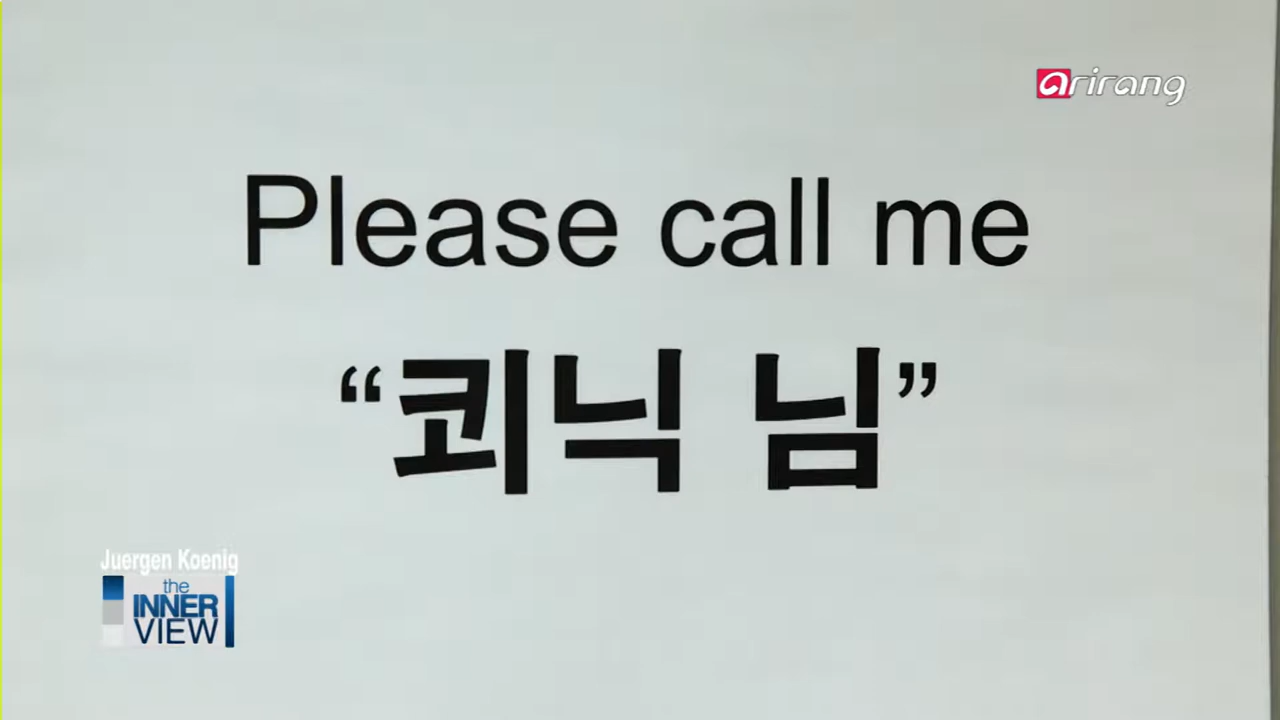 arirang
Please call me
“쾨닉 님”
Juergen Koenig
the
INNER
VIEW